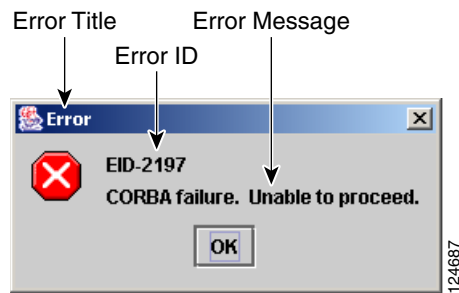 Error Title Error Message
Error ID
Error
EID-2197
CORBA failure. Unable to proceed.
OK
124687